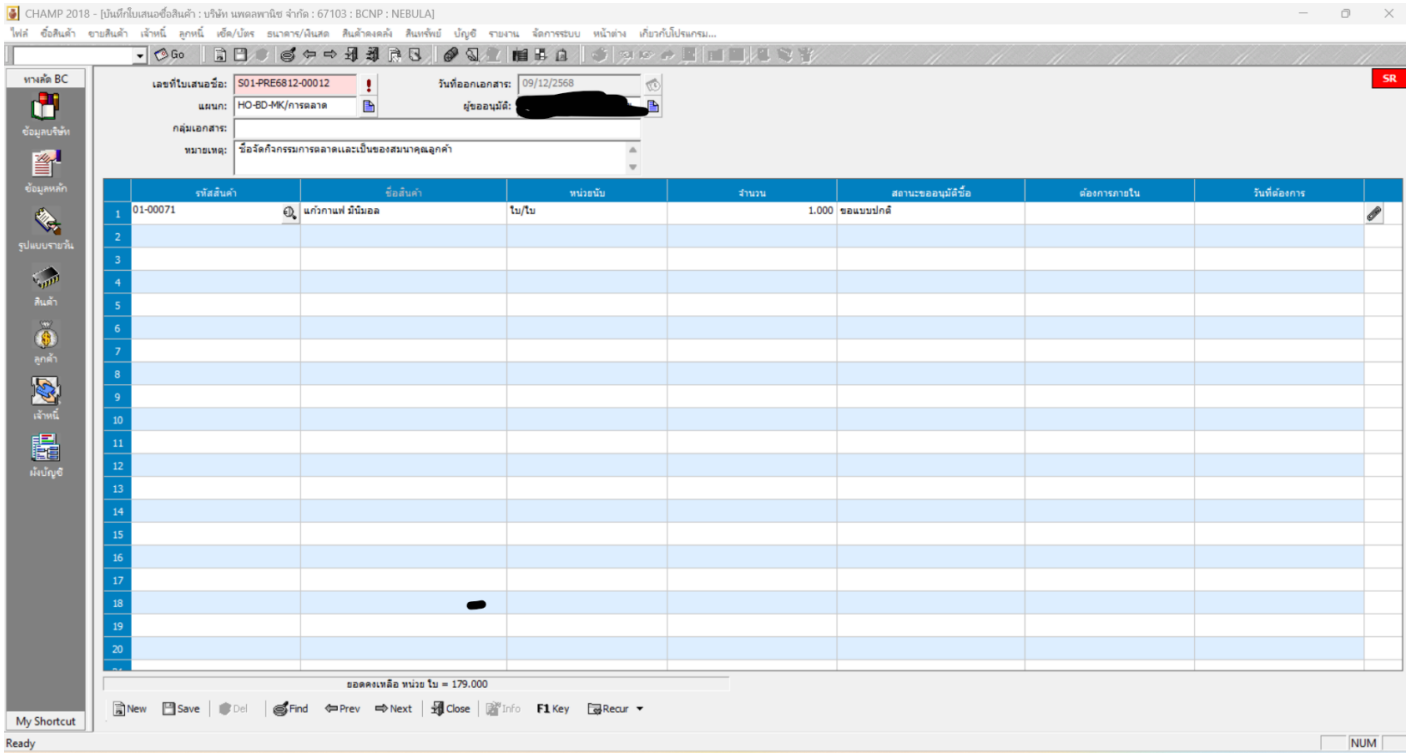 CHAMP 2018 - [บันทึกใบเสนอซื้อสินค้า : บริษัท นพดลพานิช จำกัด : 67103 : BCNP : NEBULA]
ไฟล์ ซื้อสินค้า ขายสินค้า เจ้าหนี้ ลูกหนี้ เช็ค/บัตร ธนาคาร/เงินสด สินค้าคงคลัง สินทรัพย์ บัญชี รายงาน จัดการระบบ หน้าต่าง เกี่ยวกับโปรแกรม...
Go
ทางลัด BC
ข้อมูลบริษัท
ข้อมูลหลัก
รูปแบบรายวัน
สินค้า
ลูกค้า
เจ้าหนี้
ผังบัญชี
My Shortcut
เลขที่ใบเสนอซื้อ: S01-PRE6812-00012 วันที่ออกเอกสาร: 09/12/2568 SR
แผนก: HO-BD-MK/การตลาด ผู้ขออนุมัติ:
กลุ่มเอกสาร:
หมายเหตุ: ซื้อจัดกิจกรรมการตลาดและเป็นของสมนาคุณลูกค้า
รหัสสินค้า ชื่อสินค้า หน่วยนับ จำนวน สถานะขออนุมัติซื้อ ต้องการภายใน วันที่ต้องการ
1 01-00071 แก้วกาแฟ มินิมอล ใบ/ใบ 1.000 ขอแบบปกติ
2
3
4
5
6
7
8
9
10
11
12
13
14
15
16
17
18
19
20
ยอดคงเหลือ หน่วย ใบ = 179.000
New Save Del Find Prev Next Close Info F1 Key Recur
Ready NUM